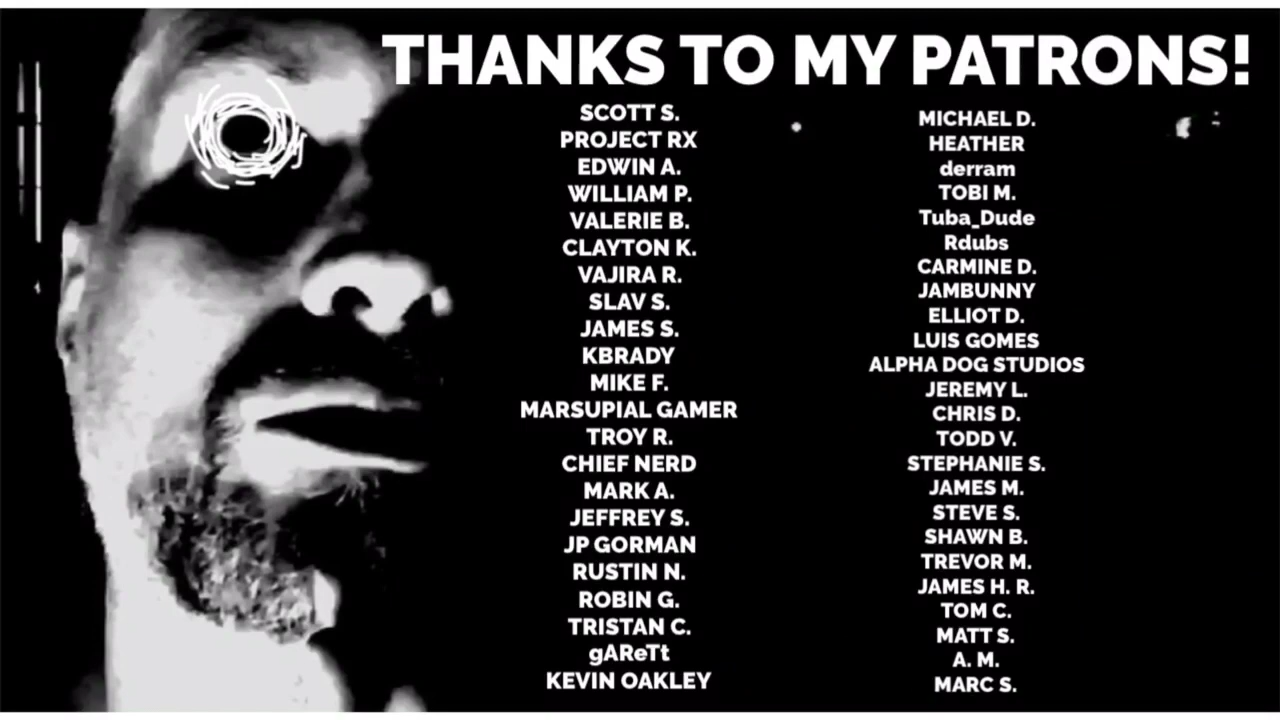 THANKS TO MY PATRONS!
SCOTT S.
PROJECT RX
EDWIN A.
WILLIAM P.
VALERIE B.
CLAYTON K.
VAJIRA R.
SLAV S.
JAMES S.
KBRADY
MIKE F.
MARSUPIAL GAMER
TROY R.
CHIEF NERD
MARK A.
JEFFREY S.
JP GORMAN
RUSTIN N.
ROBIN G.
TRISTAN C.
gAReTt
KEVIN OAKLEY
MICHAEL D.
HEATHER
derram
TOBI M.
Tuba_Dude
Rdubs
CARMINE D.
JAMBUNNY
ELLIOT D.
LUIS GOMES
ALPHA DOG STUDIOS
JEREMY L.
CHRIS D.
TODD V.
STEPHANIE S.
JAMES M.
STEVE S.
SHAWN B.
TREVOR M.
JAMES H. R.
TOM C.
MATT S.
A. M.
MARC S.